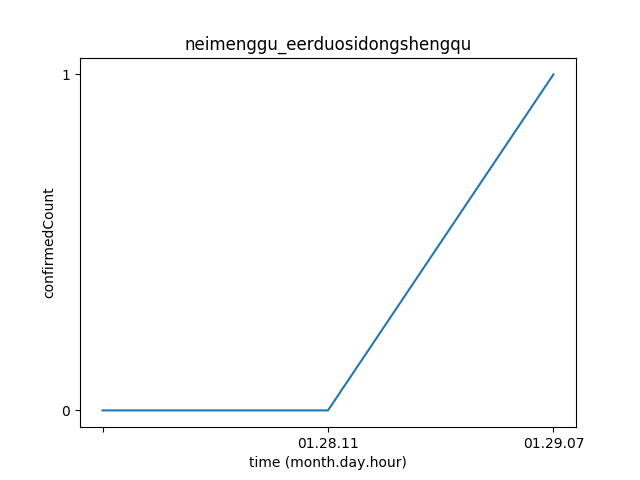 neimenggu_eerduosidongshengqu
1
confirmedCount
0
01.28.11 01.29.07
time (month.day.hour)